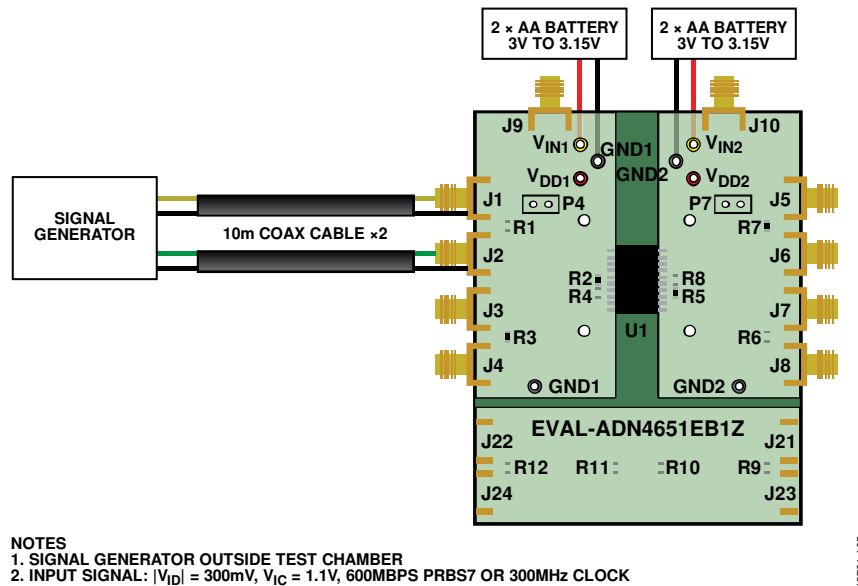 2 × AA BATTERY
3V TO 3.15V
2 × AA BATTERY
3V TO 3.15V
J9
J10
VIN1
GND1
VIN2
GND2
VDD1
VDD2
SIGNAL
GENERATOR
10m COAX CABLE ×2
J1
P4
P7
J5
R1
R7
J2
J6
R2
R8
R4
R5
J3
J7
U1
R3
R6
J4
J8
GND1
GND2
EVAL-ADN4651EB1Z
J22
J21
R12
R11
R10
R9
J24
J23
NOTES
1. SIGNAL GENERATOR OUTSIDE TEST CHAMBER
2. INPUT SIGNAL: |VID| = 300mV, VIC = 1.1V, 600MBPS PRBS7 OR 300MHz CLOCK